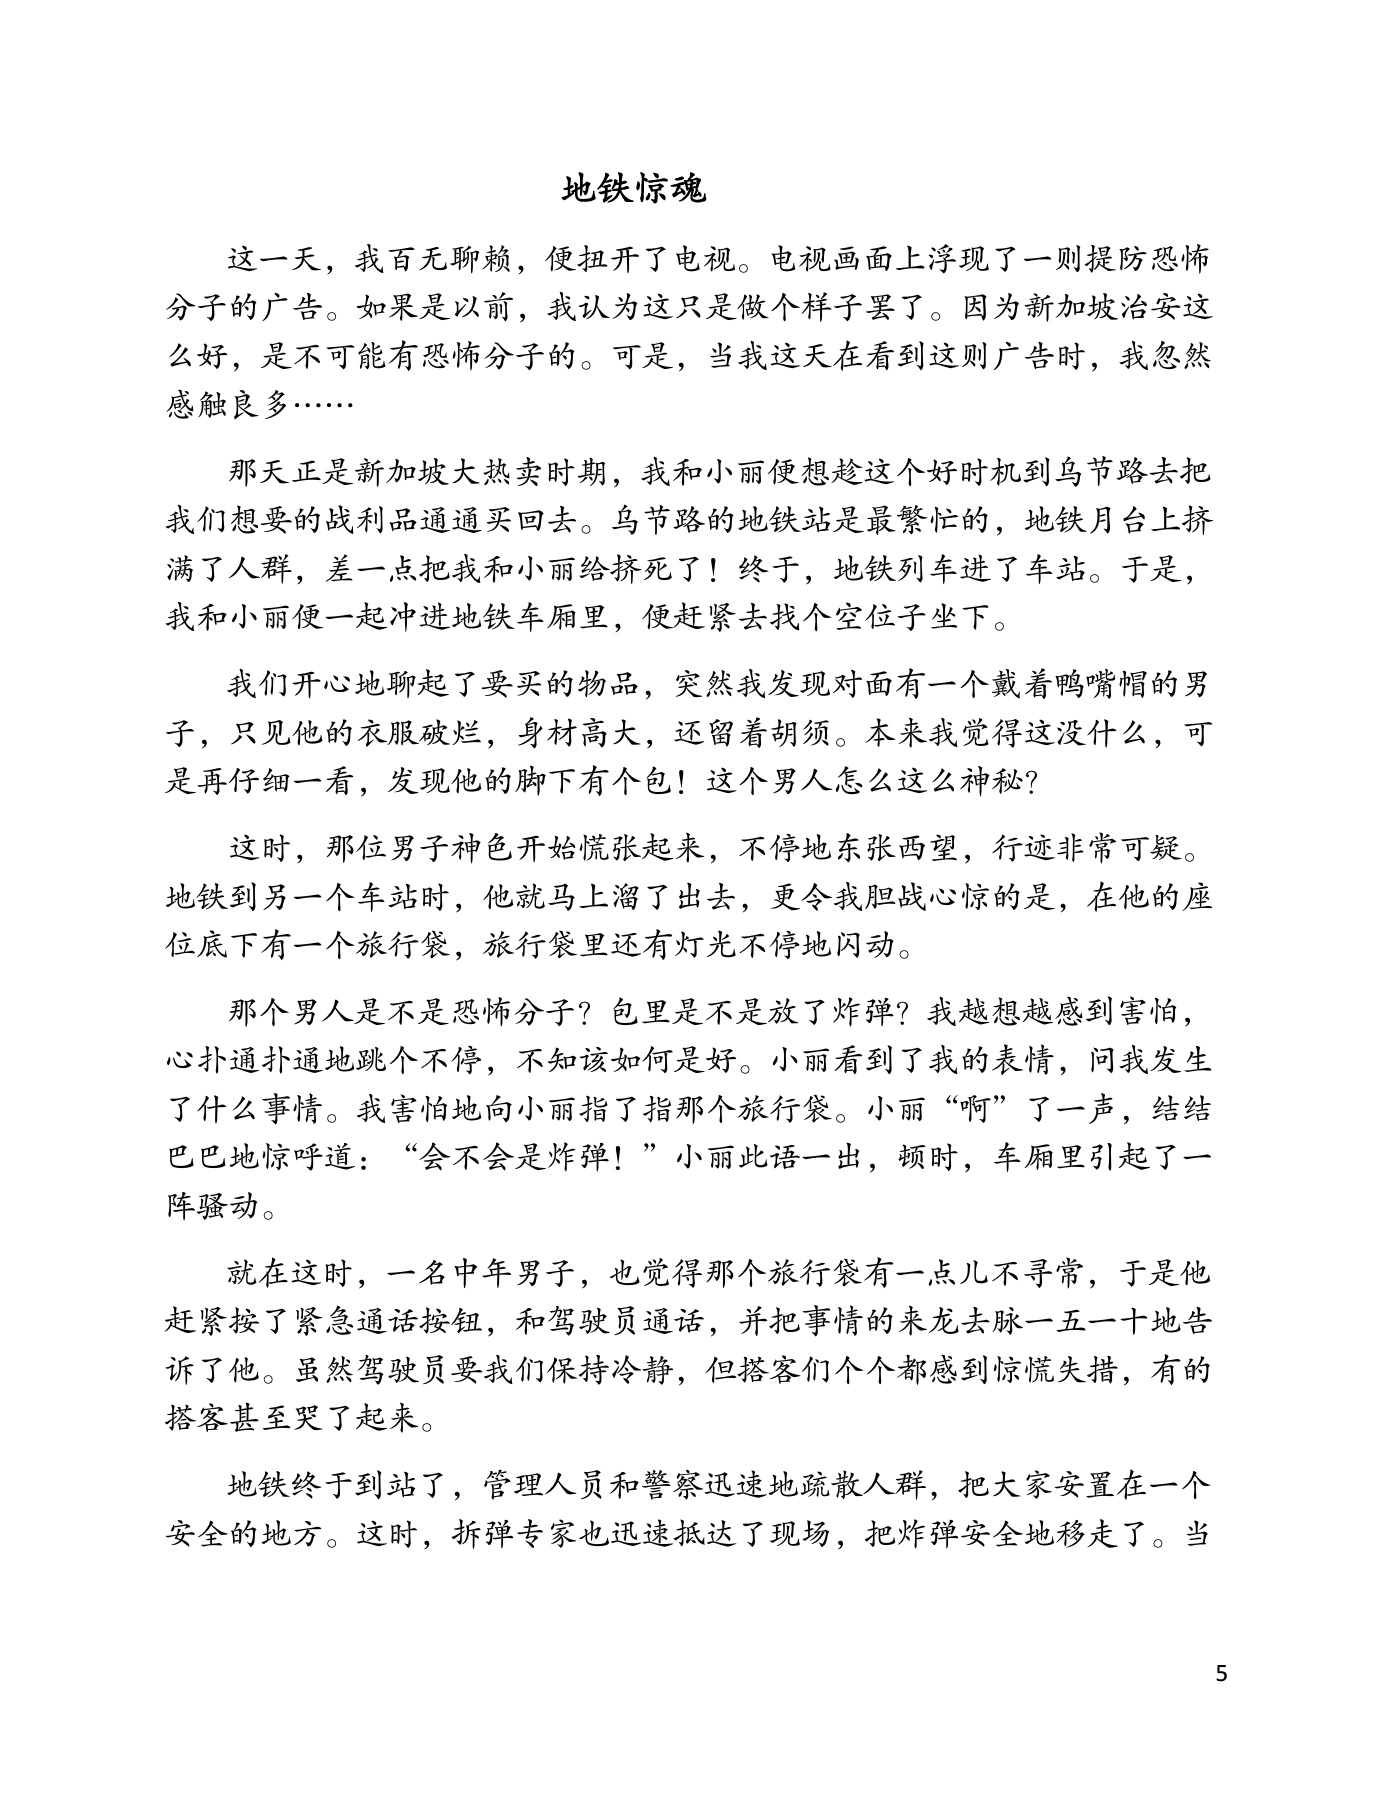 地铁惊魂
这一天，我百无聊赖，便扭开了电视。电视画面上浮现了一则提防恐怖
分子的广告。如果是以前，我认为这只是做个样子罢了。因为新加坡治安这
么好，是不可能有恐怖分子的。可是，当我这天在看到这则广告时，我忽然
感触良多……
那天正是新加坡大热卖时期，我和小丽便想趁这个好时机到乌节路去把
我们想要的战利品通通买回去。乌节路的地铁站是最繁忙的，地铁月台上挤
满了人群，差一点把我和小丽给挤死了！终于，地铁列车进了车站。于是，
我和小丽便一起冲进地铁车厢里，便赶紧去找个空位子坐下。
我们开心地聊起了要买的物品，突然我发现对面有一个戴着鸭嘴帽的男
子，只见他的衣服破烂，身材高大，还留着胡须。本来我觉得这没什么，可
是再仔细一看，发现他的脚下有个包！这个男人怎么这么神秘？
这时，那位男子神色开始慌张起来，不停地东张西望，行迹非常可疑。
地铁到另一个车站时，他就马上溜了出去，更令我胆战心惊的是，在他的座
位底下有一个旅行袋，旅行袋里还有灯光不停地闪动。
那个男人是不是恐怖分子？包里是不是放了炸弹？我越想越感到害怕，
心扑通扑通地跳个不停，不知该如何是好。小丽看到了我的表情，问我发生
了什么事情。我害怕地向小丽指了指那个旅行袋。小丽“啊”了一声，结结
巴巴地惊呼道：“会不会是炸弹！”小丽此语一出，顿时，车厢里引起了一
阵骚动。
就在这时，一名中年男子，也觉得那个旅行袋有一点儿不寻常，于是他
赶紧按了紧急通话按钮，和驾驶员通话，并把事情的来龙去脉一五一十地告
诉了他。虽然驾驶员要我们保持冷静，但搭客们个个都感到惊慌失措，有的
搭客甚至哭了起来。
地铁终于到站了，管理人员和警察迅速地疏散人群，把大家安置在一个
安全的地方。这时，拆弹专家也迅速抵达了现场，把炸弹安全地移走了。当
5